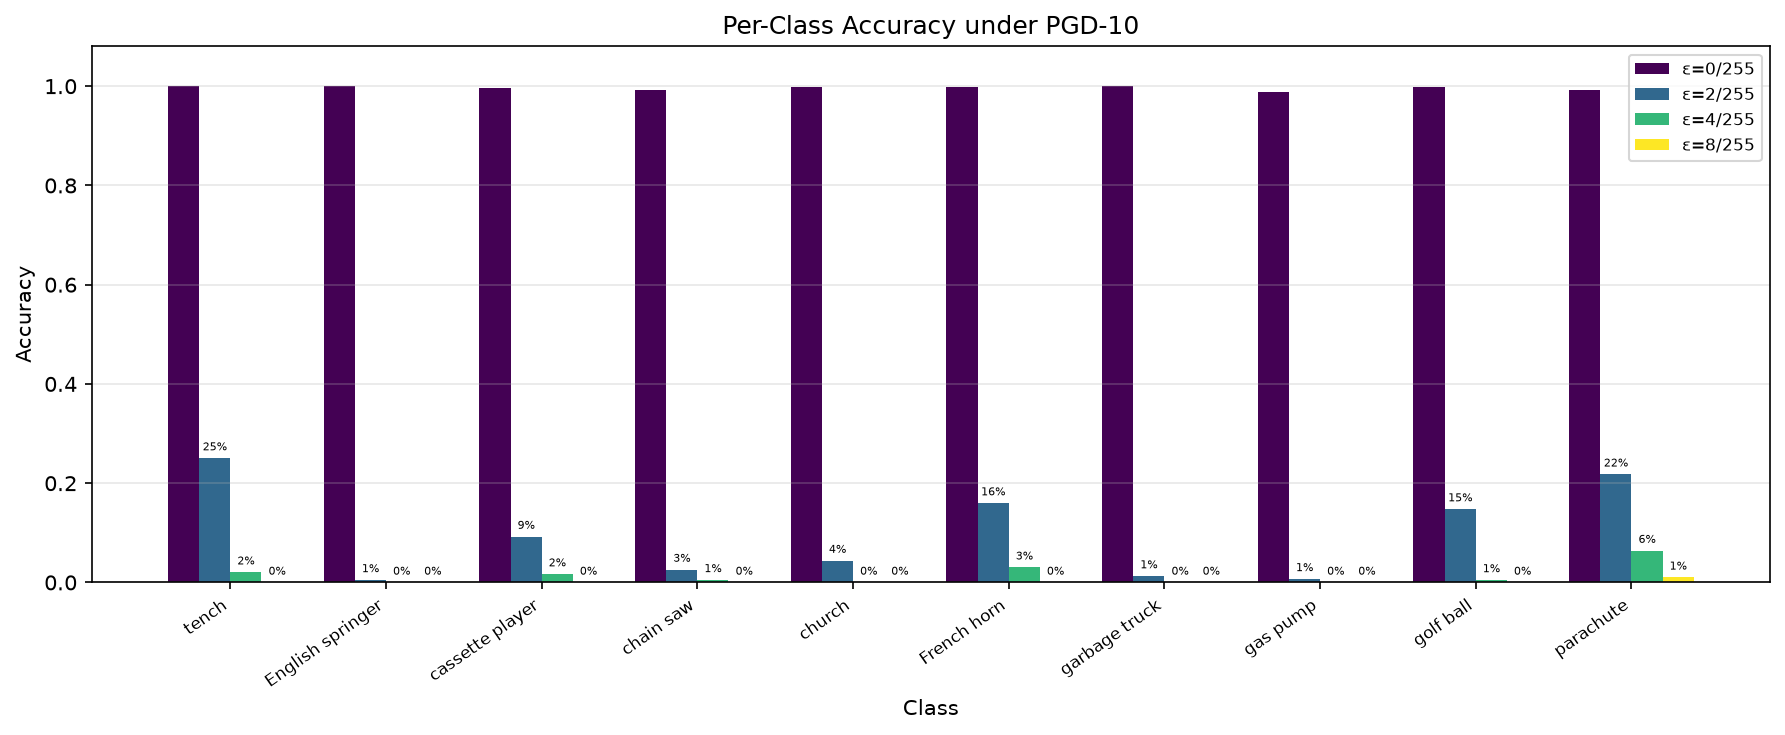 Per-Class Accuracy under PGD-10
ε=0/255
ε=2/255
ε=4/255
ε=8/255
Accuracy
1.0
0.8
0.6
0.4
0.2
0.0
25% 2% 0%
1% 0% 0%
9% 2% 0%
3% 1% 0%
4% 0% 0%
16% 3% 0%
1% 0% 0%
1% 0% 0%
15% 1% 0%
22% 6% 1%
tench
English springer
cassette player
chain saw
church
French horn
garbage truck
gas pump
golf ball
parachute
Class